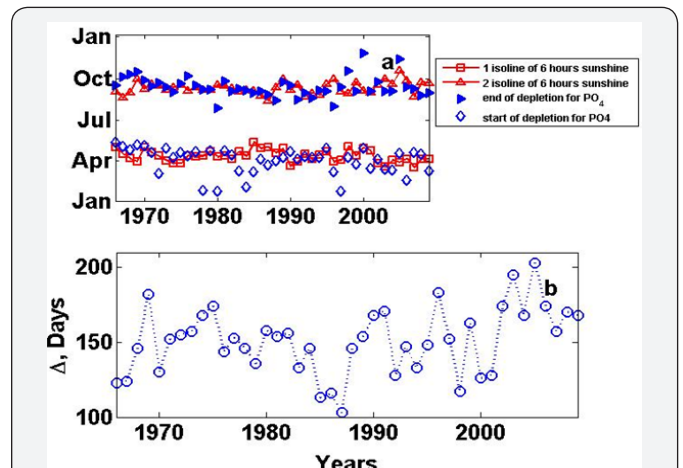 Jan
Oct
Jul
Apr
Jan
a
1970 1980 1990 2000
1 isoline of 6 hours sunshine
2 isoline of 6 hours sunshine
end of depletion for PO4
start of depletion for PO4
200
150
100
Δ, Days
b
1970 1980 1990 2000
Years